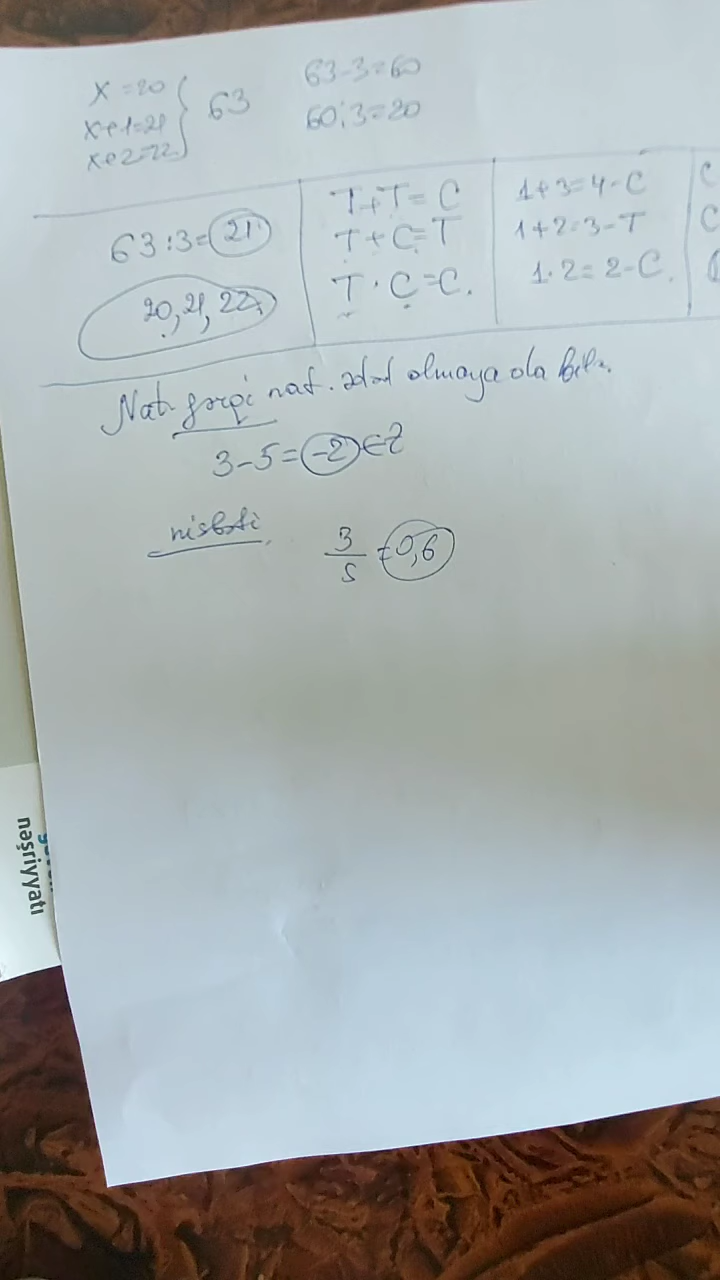 x = 20
x+1=21
x+2=22
63
63-3=60
60:3=20
63:3=21
20, 21, 22
T+T=C
T+C=T
T·C=C.
1+3=4-C
1+2=3-T
1·2=2-C.
C
C
Nat. fərqi nat. ədəd olmaya da bilər.
3-5=-2∈Z
nisbəti
3/5=0,6
nəşriyyatı